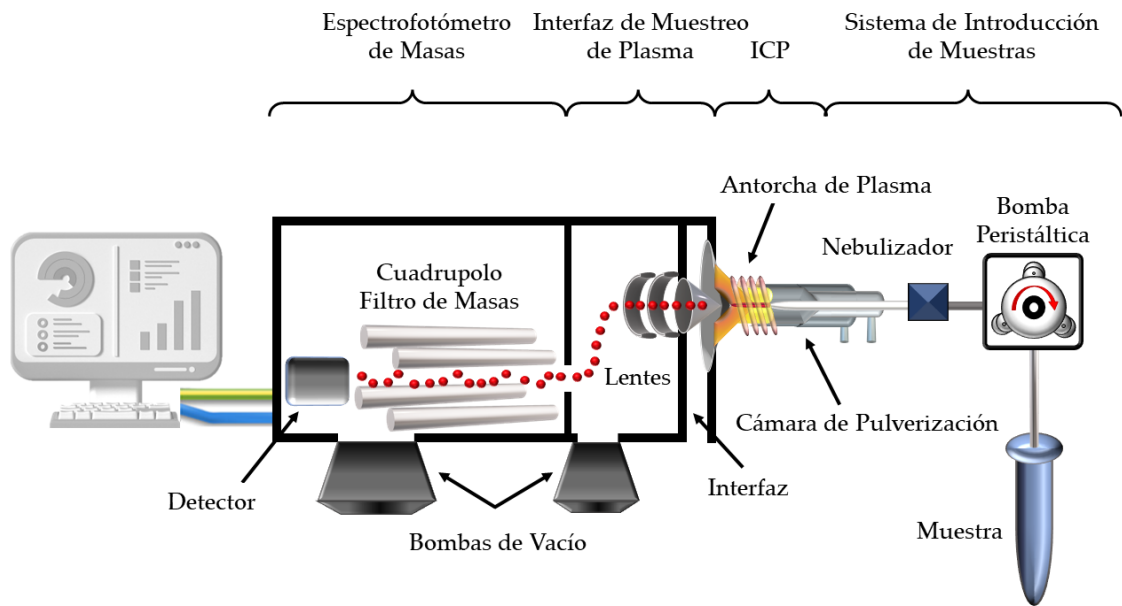 Espectrofotómetro
de Masas
Interfaz de Muestreo
de Plasma
ICP
Sistema de Introducción
de Muestras
Antorcha de Plasma
Bomba
Peristáltica
Nebulizador
Cuadrupolo
Filtro de Masas
Lentes
Cámara de Pulverización
Detector
Interfaz
Bombas de Vacío
Muestra